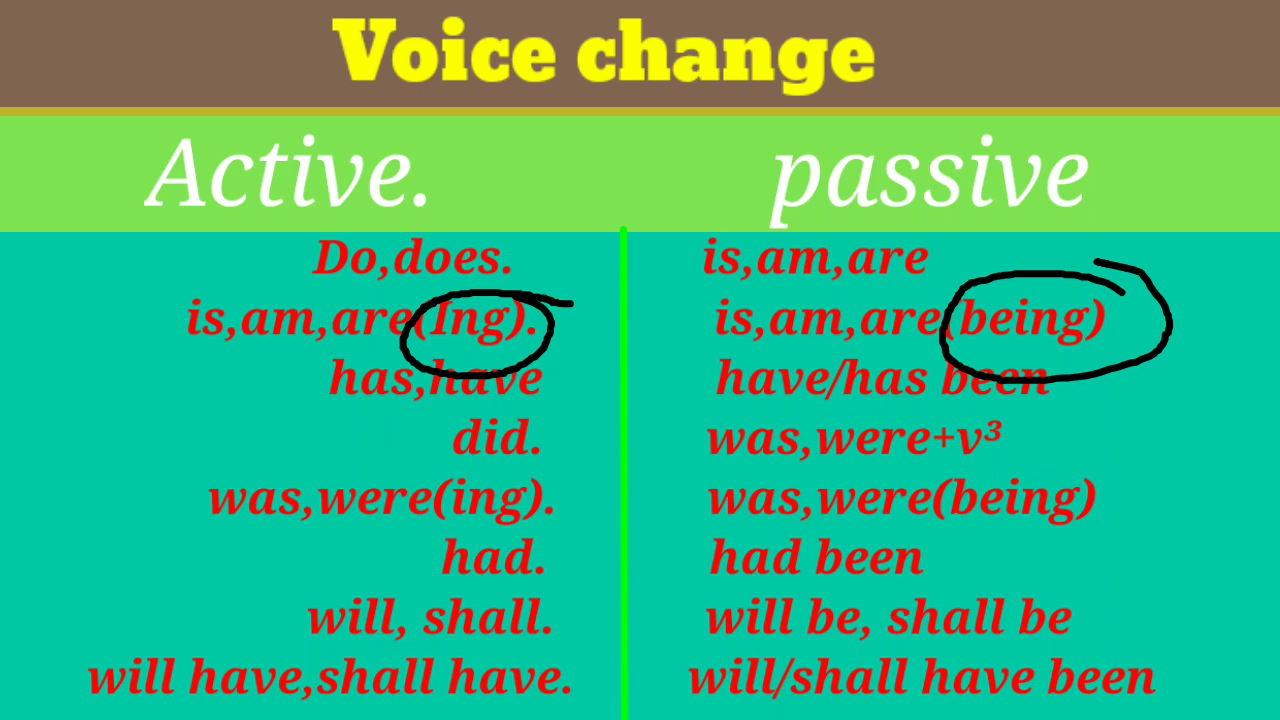 Voice change
Active. passive
Do,does. is,am,are
is,am,are(Ing). is,am,are(being)
has,have have/has been
did. was,were+v³
was,were(ing). was,were(being)
had. had been
will, shall. will be, shall be
will have,shall have. will/shall have been